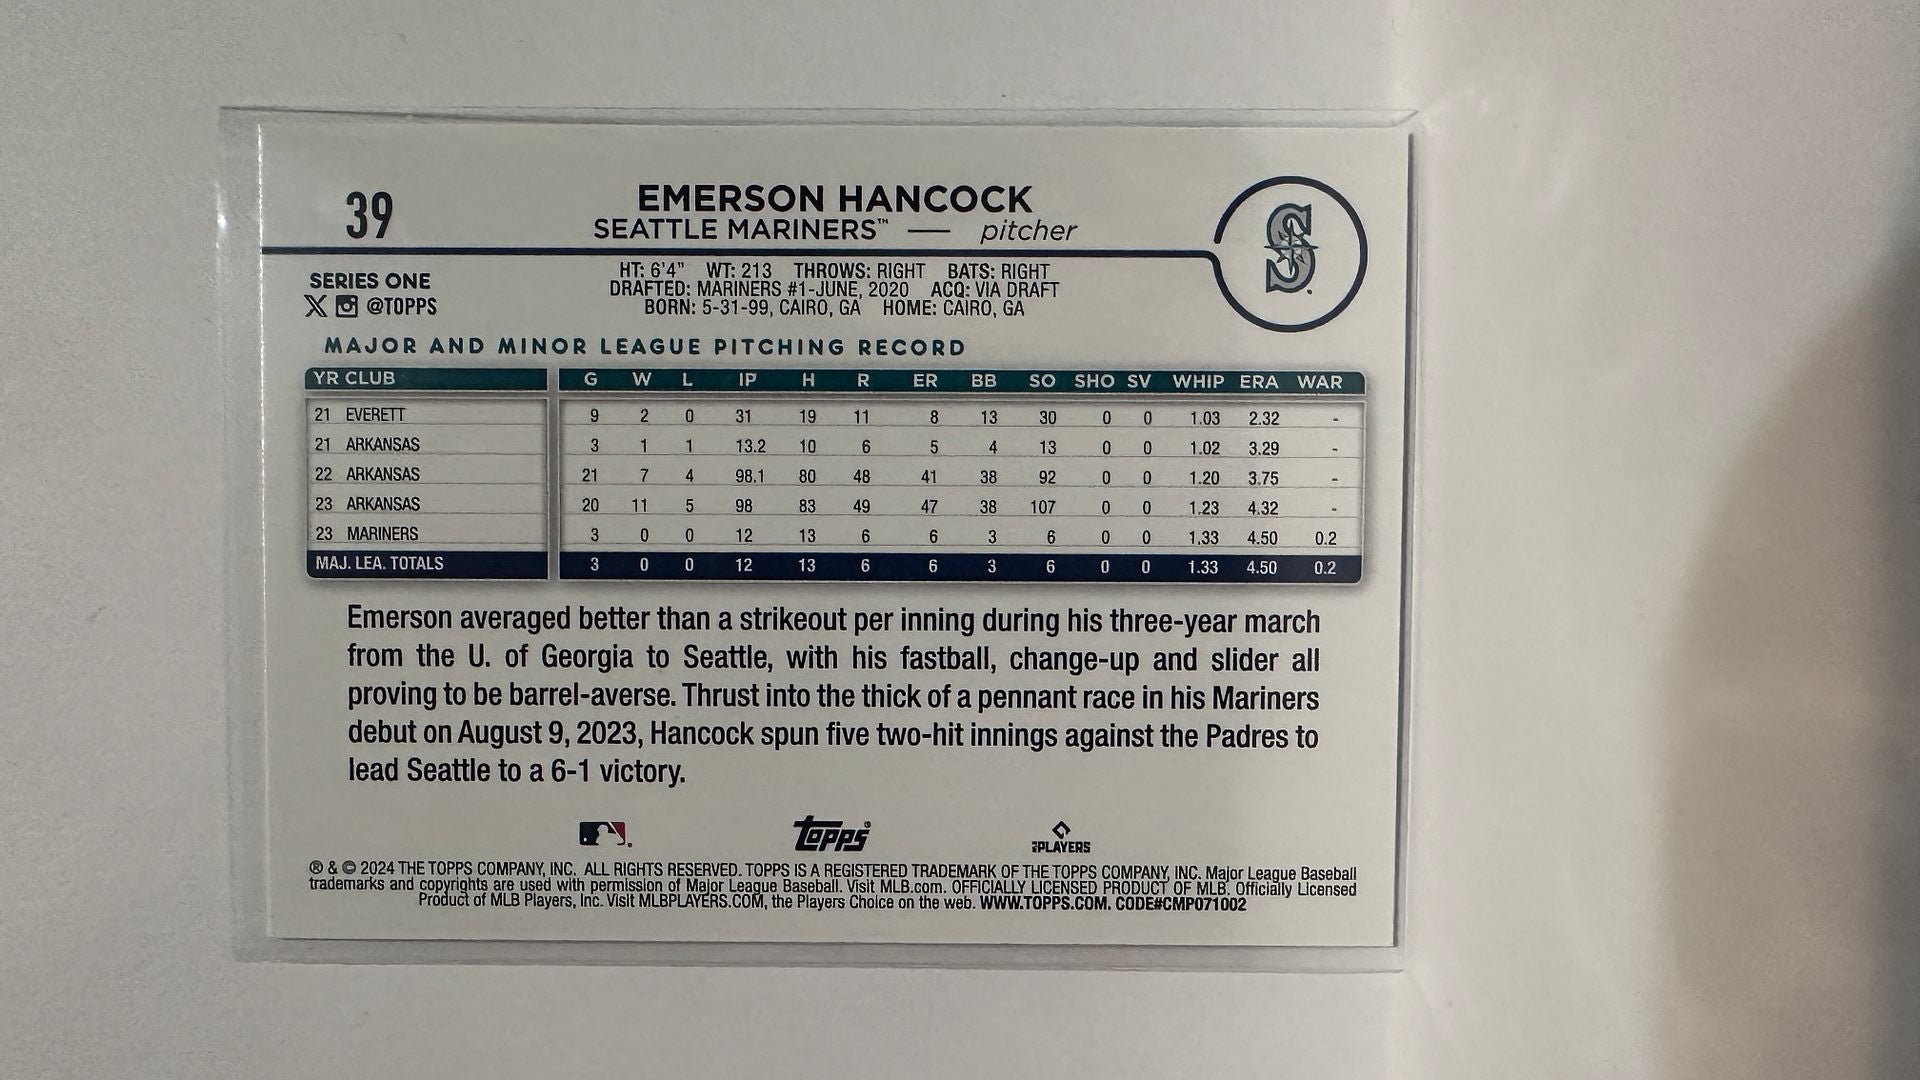 39
EMERSON HANCOCK
SEATTLE MARINERS™ — pitcher
S
SERIES ONE
@TOPPS
HT: 6'4" WT: 213 THROWS: RIGHT BATS: RIGHT
DRAFTED: MARINERS #1-JUNE, 2020 ACQ: VIA DRAFT
BORN: 5-31-99, CAIRO, GA HOME: CAIRO, GA
MAJOR AND MINOR LEAGUE PITCHING RECORD
YR CLUB G W L IP H R ER BB SO SHO SV WHIP ERA WAR
21 EVERETT 9 2 0 31 19 11 8 13 30 0 0 1.03 2.32 -
21 ARKANSAS 3 1 1 13.2 10 6 5 4 13 0 0 1.02 3.29 -
22 ARKANSAS 21 7 4 98.1 80 48 41 38 92 0 0 1.20 3.75 -
23 ARKANSAS 20 11 5 98 83 49 47 38 107 0 0 1.23 4.32 -
23 MARINERS 3 0 0 12 13 6 6 3 6 0 0 1.33 4.50 0.2
MAJ. LEA. TOTALS 3 0 0 12 13 6 6 3 6 0 0 1.33 4.50 0.2
Emerson averaged better than a strikeout per inning during his three-year march
from the U. of Georgia to Seattle, with his fastball, change-up and slider all
proving to be barrel-averse. Thrust into the thick of a pennant race in his Mariners
debut on August 9, 2023, Hancock spun five two-hit innings against the Padres to
lead Seattle to a 6-1 victory.
Topps®
PLAYERS
® & © 2024 THE TOPPS COMPANY, INC. ALL RIGHTS RESERVED. TOPPS IS A REGISTERED TRADEMARK OF THE TOPPS COMPANY, INC. Major League Baseball
trademarks and copyrights are used with permission of Major League Baseball. Visit MLB.com. OFFICIALLY LICENSED PRODUCT OF MLB. Officially Licensed
Product of MLB Players, Inc. Visit MLBPLAYERS.COM, the Players Choice on the web. WWW.TOPPS.COM. CODE#CMP071002